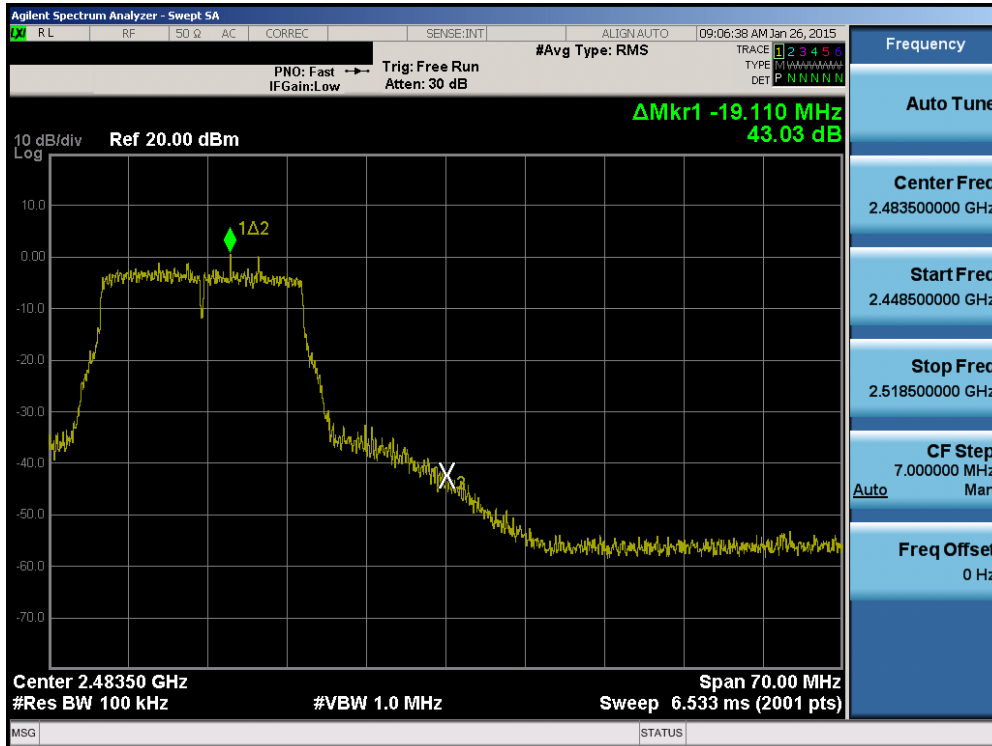 Agilent Spectrum Analyzer - Swept SA
LXI RL RF 50 Ω AC CORREC SENSE:INT ALIGN AUTO 09:06:38 AM Jan 26, 2015
PNO: Fast
IFGain:Low
Trig: Free Run
Atten: 30 dB
#Avg Type: RMS
TRACE 1 2 3 4 5 6
TYPE M
DET P N N N N N
ΔMkr1 -19.110 MHz
43.03 dB
10 dB/div
Log
Ref 20.00 dBm
10.0
0.00
-10.0
-20.0
-30.0
-40.0
-50.0
-60.0
-70.0
1Δ2
Center 2.48350 GHz
#Res BW 100 kHz
#VBW 1.0 MHz
Span 70.00 MHz
Sweep 6.533 ms (2001 pts)
MSG
STATUS
Frequency
Auto Tune
Center Freq
2.483500000 GHz
Start Freq
2.448500000 GHz
Stop Freq
2.518500000 GHz
CF Step
7.000000 MHz
Auto Man
Freq Offset
0 Hz